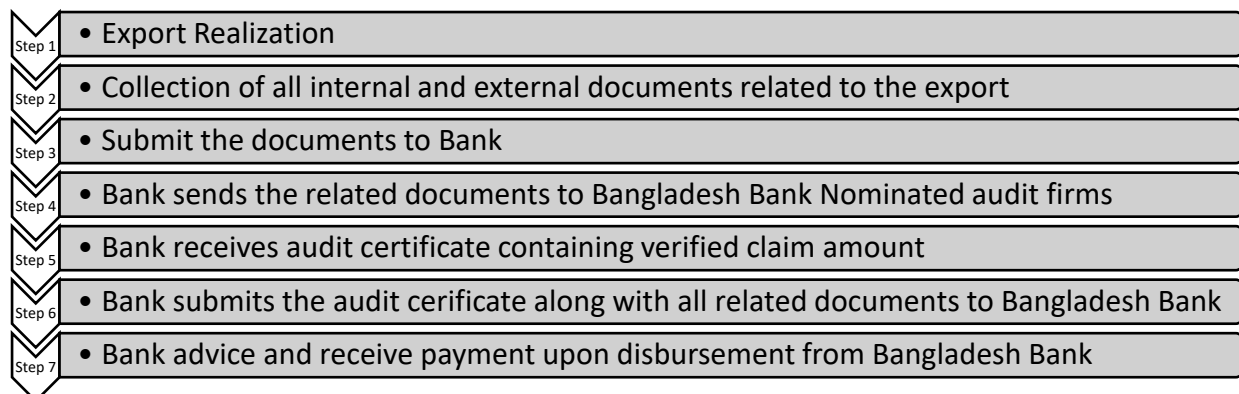 Step 1 • Export Realization
Step 2 • Collection of all internal and external documents related to the export
Step 3 • Submit the documents to Bank
Step 4 • Bank sends the related documents to Bangladesh Bank Nominated audit firms
Step 5 • Bank receives audit certificate containing verified claim amount
Step 6 • Bank submits the audit cerificate along with all related documents to Bangladesh Bank
Step 7 • Bank advice and receive payment upon disbursement from Bangladesh Bank